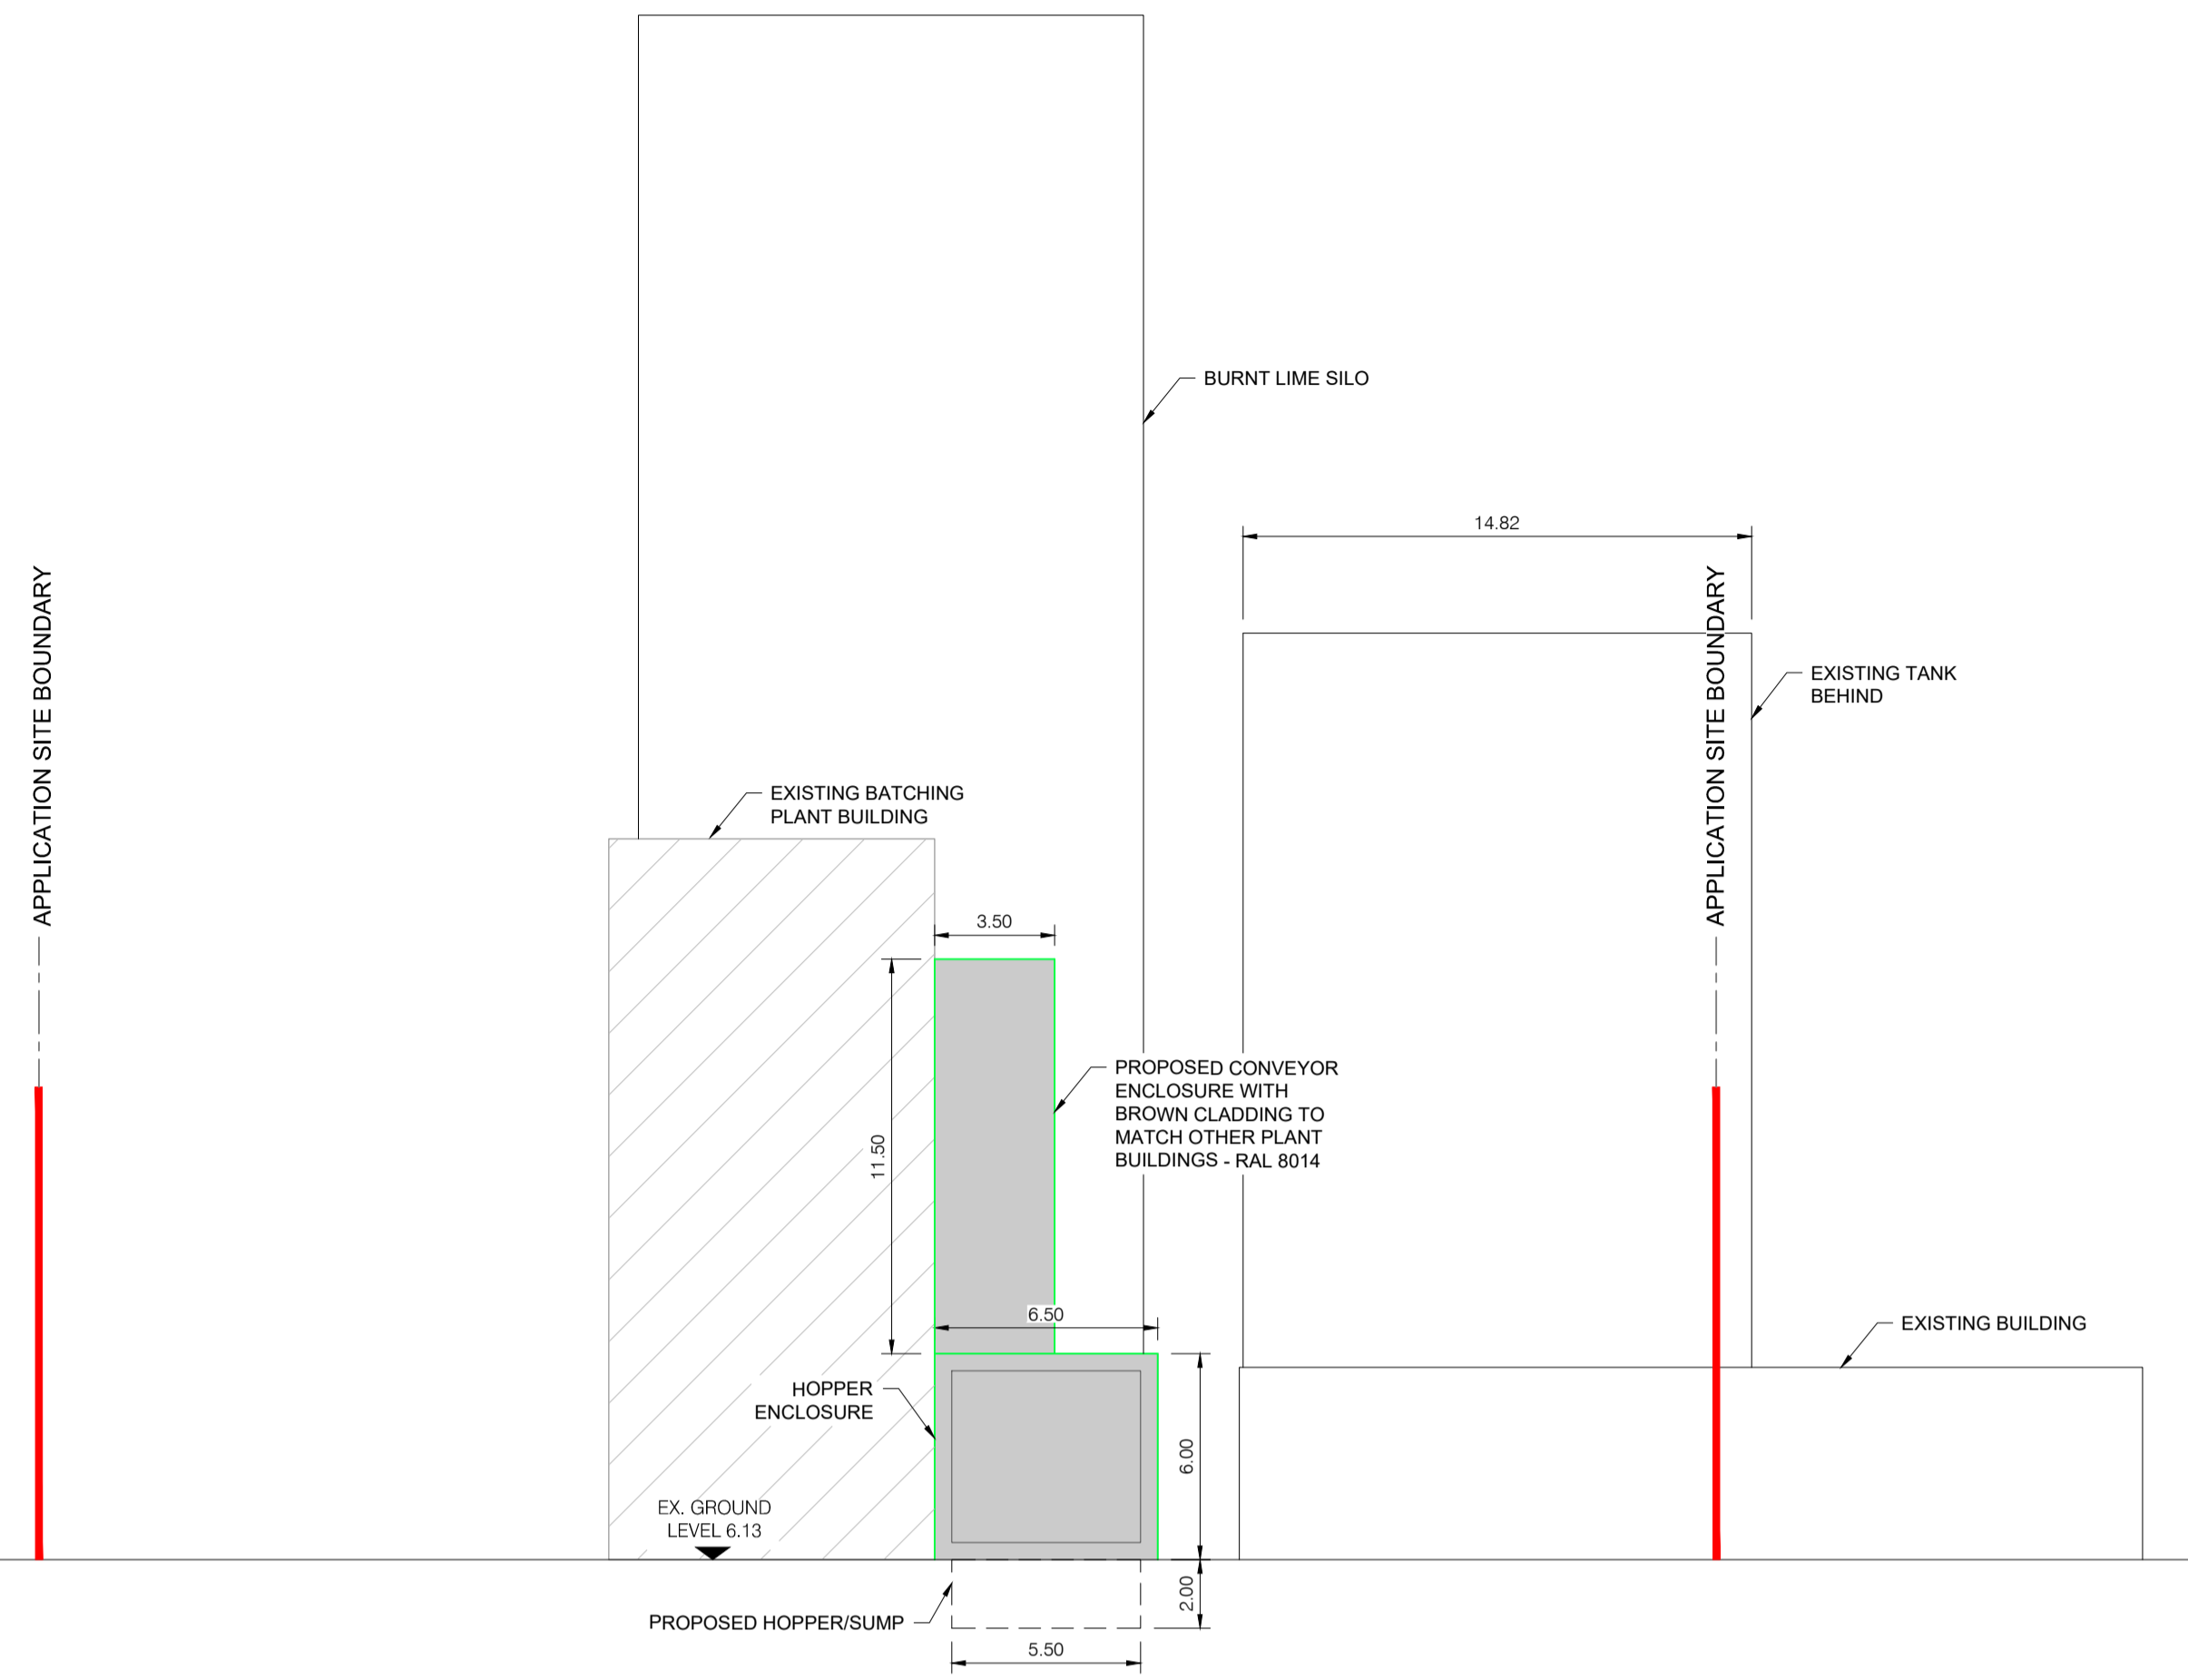 BURNT LIME SILO
14.82
APPLICATION SITE BOUNDARY
APPLICATION SITE BOUNDARY
EXISTING TANK
BEHIND
EXISTING BATCHING
PLANT BUILDING
3.50
11.50
PROPOSED CONVEYOR
ENCLOSURE WITH
BROWN CLADDING TO
MATCH OTHER PLANT
BUILDINGS - RAL 8014
6.50
EXISTING BUILDING
HOPPER
ENCLOSURE
6.00
EX. GROUND
LEVEL 6.13
2.00
PROPOSED HOPPER/SUMP
5.50